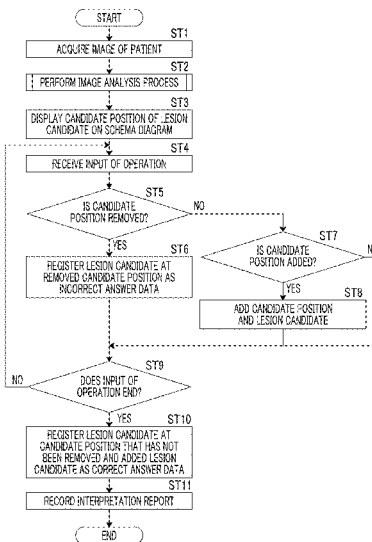 START
ST1
ACQUIRE IMAGE OF PATIENT
ST2
PERFORM IMAGE ANALYSIS PROCESS
ST3
DISPLAY CANDIDATE POSITION OF LESION
CANDIDATE ON SCHEMA DIAGRAM
ST4
RECEIVE INPUT OF OPERATION
ST5
IS CANDIDATE
POSITION REMOVED?
NO
YES
ST6
REGISTER LESION CANDIDATE AT
REMOVED CANDIDATE POSITION AS
INCORRECT ANSWER DATA
ST7
IS CANDIDATE
POSITION ADDED?
YES
ST8
ADD CANDIDATE POSITION
AND LESION CANDIDATE
ST9
DOES INPUT OF
OPERATION END?
NO
YES
ST10
REGISTER LESION CANDIDATE AT
CANDIDATE POSITION THAT HAS NOT
BEEN REMOVED AND ADDED LESION
CANDIDATE AS CORRECT ANSWER DATA
ST11
RECORD INTERPRETATION REPORT
END